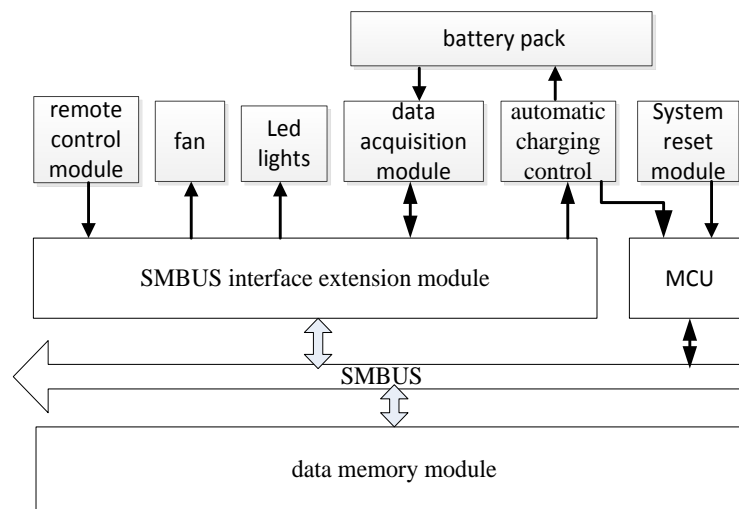 battery pack
remote
control
module
fan
Led
lights
data
acquisition
module
automatic
charging
control
System
reset
module
SMBUS interface extension module
MCU
SMBUS
data memory module